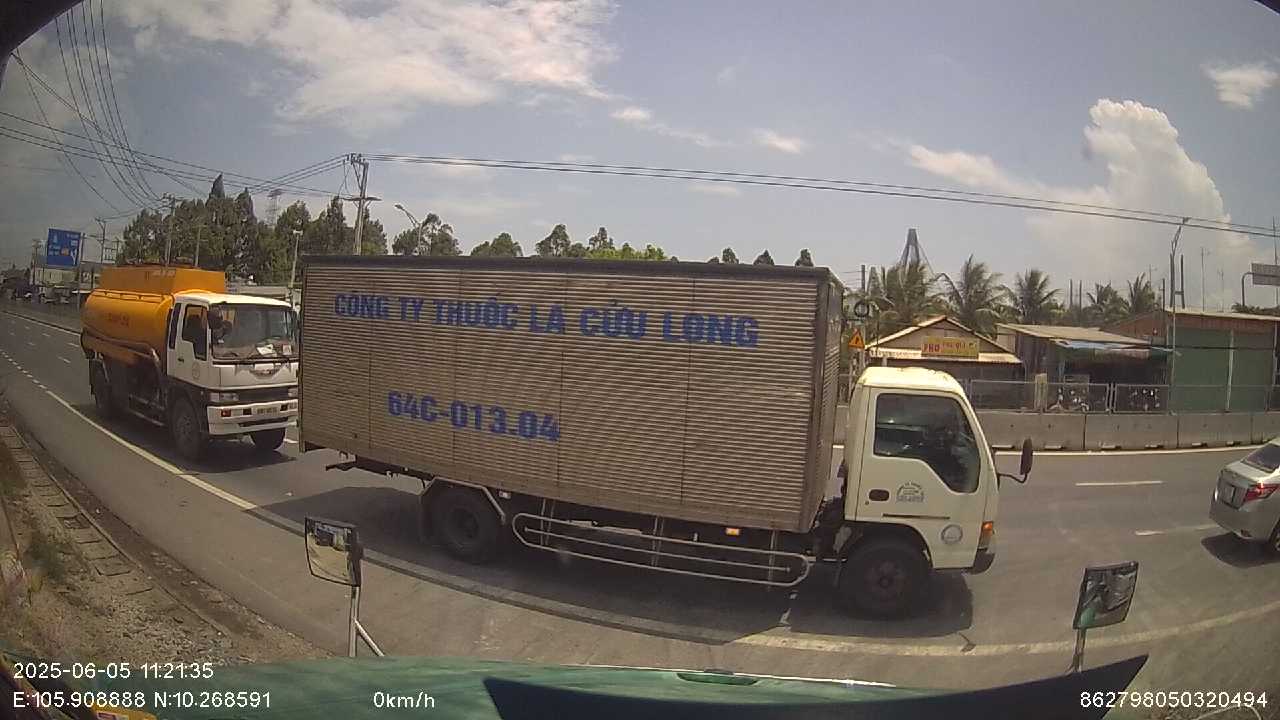 CÔNG TY THUỐC LÁ CỬU LONG
64C-013.04
PHỞ
2025-06-05 11:21:35
E:105.908888 N:10.268591
0km/h
862798050320494